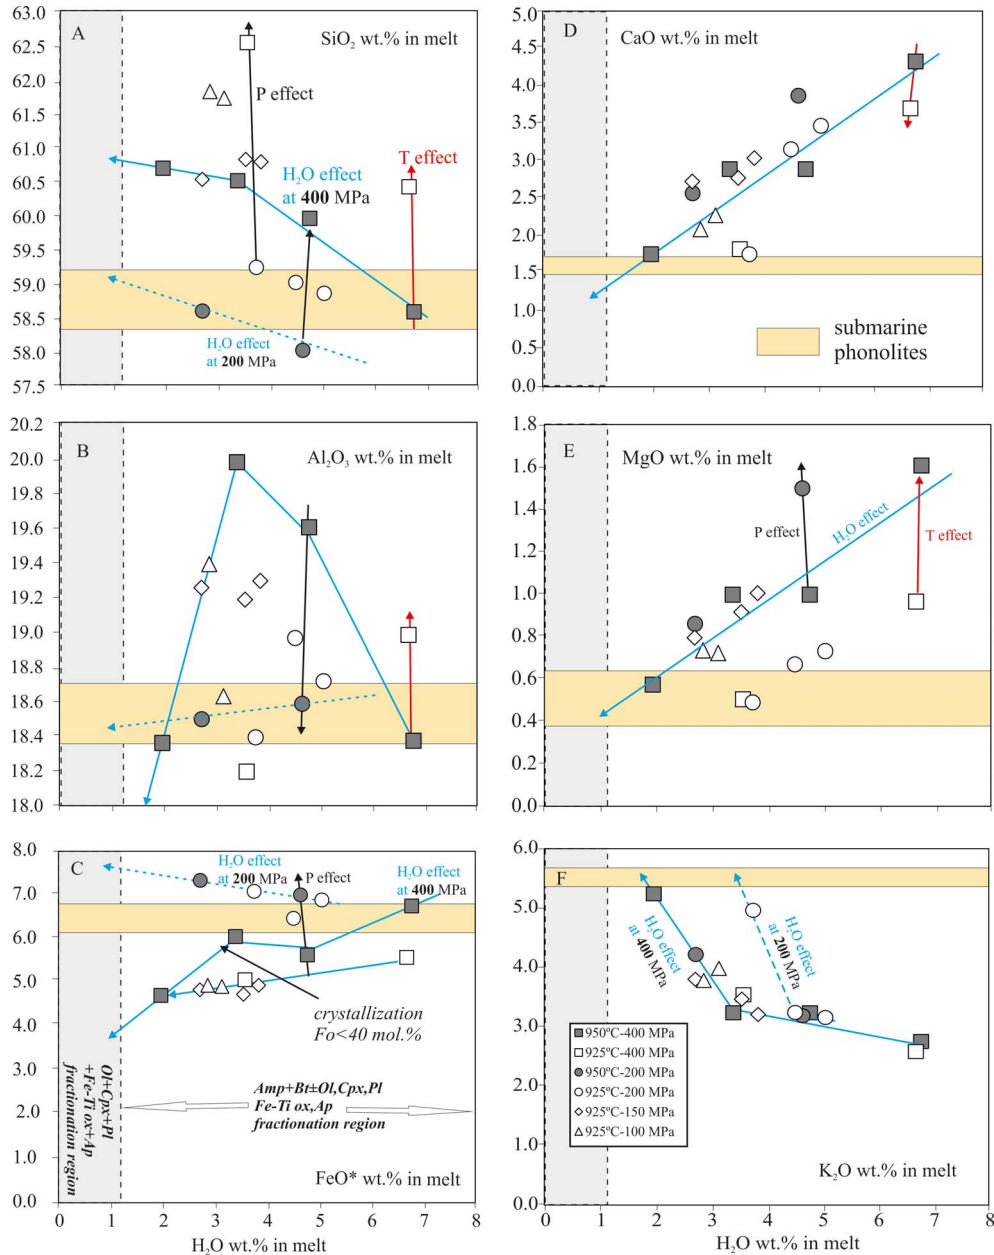 A
SiO₂ wt.% in melt
63.0
62.5
62.0
61.5
61.0
60.5
60.0
59.5
59.0
58.5
58.0
57.5
P effect
H₂O effect
at 400 MPa
T effect
H₂O effect
at 200 MPa
D
CaO wt.% in melt
5.0
4.5
4.0
3.5
3.0
2.5
2.0
1.5
1.0
0.5
0.0
submarine
phonolites
B
Al₂O₃ wt.% in melt
20.2
20.0
19.6
19.4
19.2
19.0
18.8
18.6
18.4
18.2
18.0
E
MgO wt.% in melt
1.8
1.6
1.4
1.2
1.0
0.8
0.6
0.4
0.2
0.0
P effect
H₂O effect
T effect
C
8.0
7.0
6.0
5.0
4.0
3.0
2.0
1.0
0.0
H₂O effect
at 200 MPa
P effect
H₂O effect
at 400 MPa
crystallization
Fo<40 mol.%
Ol+Cpx+Pl
+Fe-Ti ox+Ap
fractionation region
Amp+Bt±Ol,Cpx,Pl
Fe-Ti ox,Ap
fractionation region
FeO* wt.% in melt
0 1 2 3 4 5 6 7 8
H₂O wt.% in melt
F
6.0
5.0
4.0
3.0
2.0
1.0
0.0
H₂O effect
at 400 MPa
H₂O effect
at 200 MPa
950ºC-400 MPa
925ºC-400 MPa
950ºC-200 MPa
925ºC-200 MPa
925ºC-150 MPa
925ºC-100 MPa
K₂O wt.% in melt
0 1 2 3 4 5 6 7 8
H₂O wt.% in melt